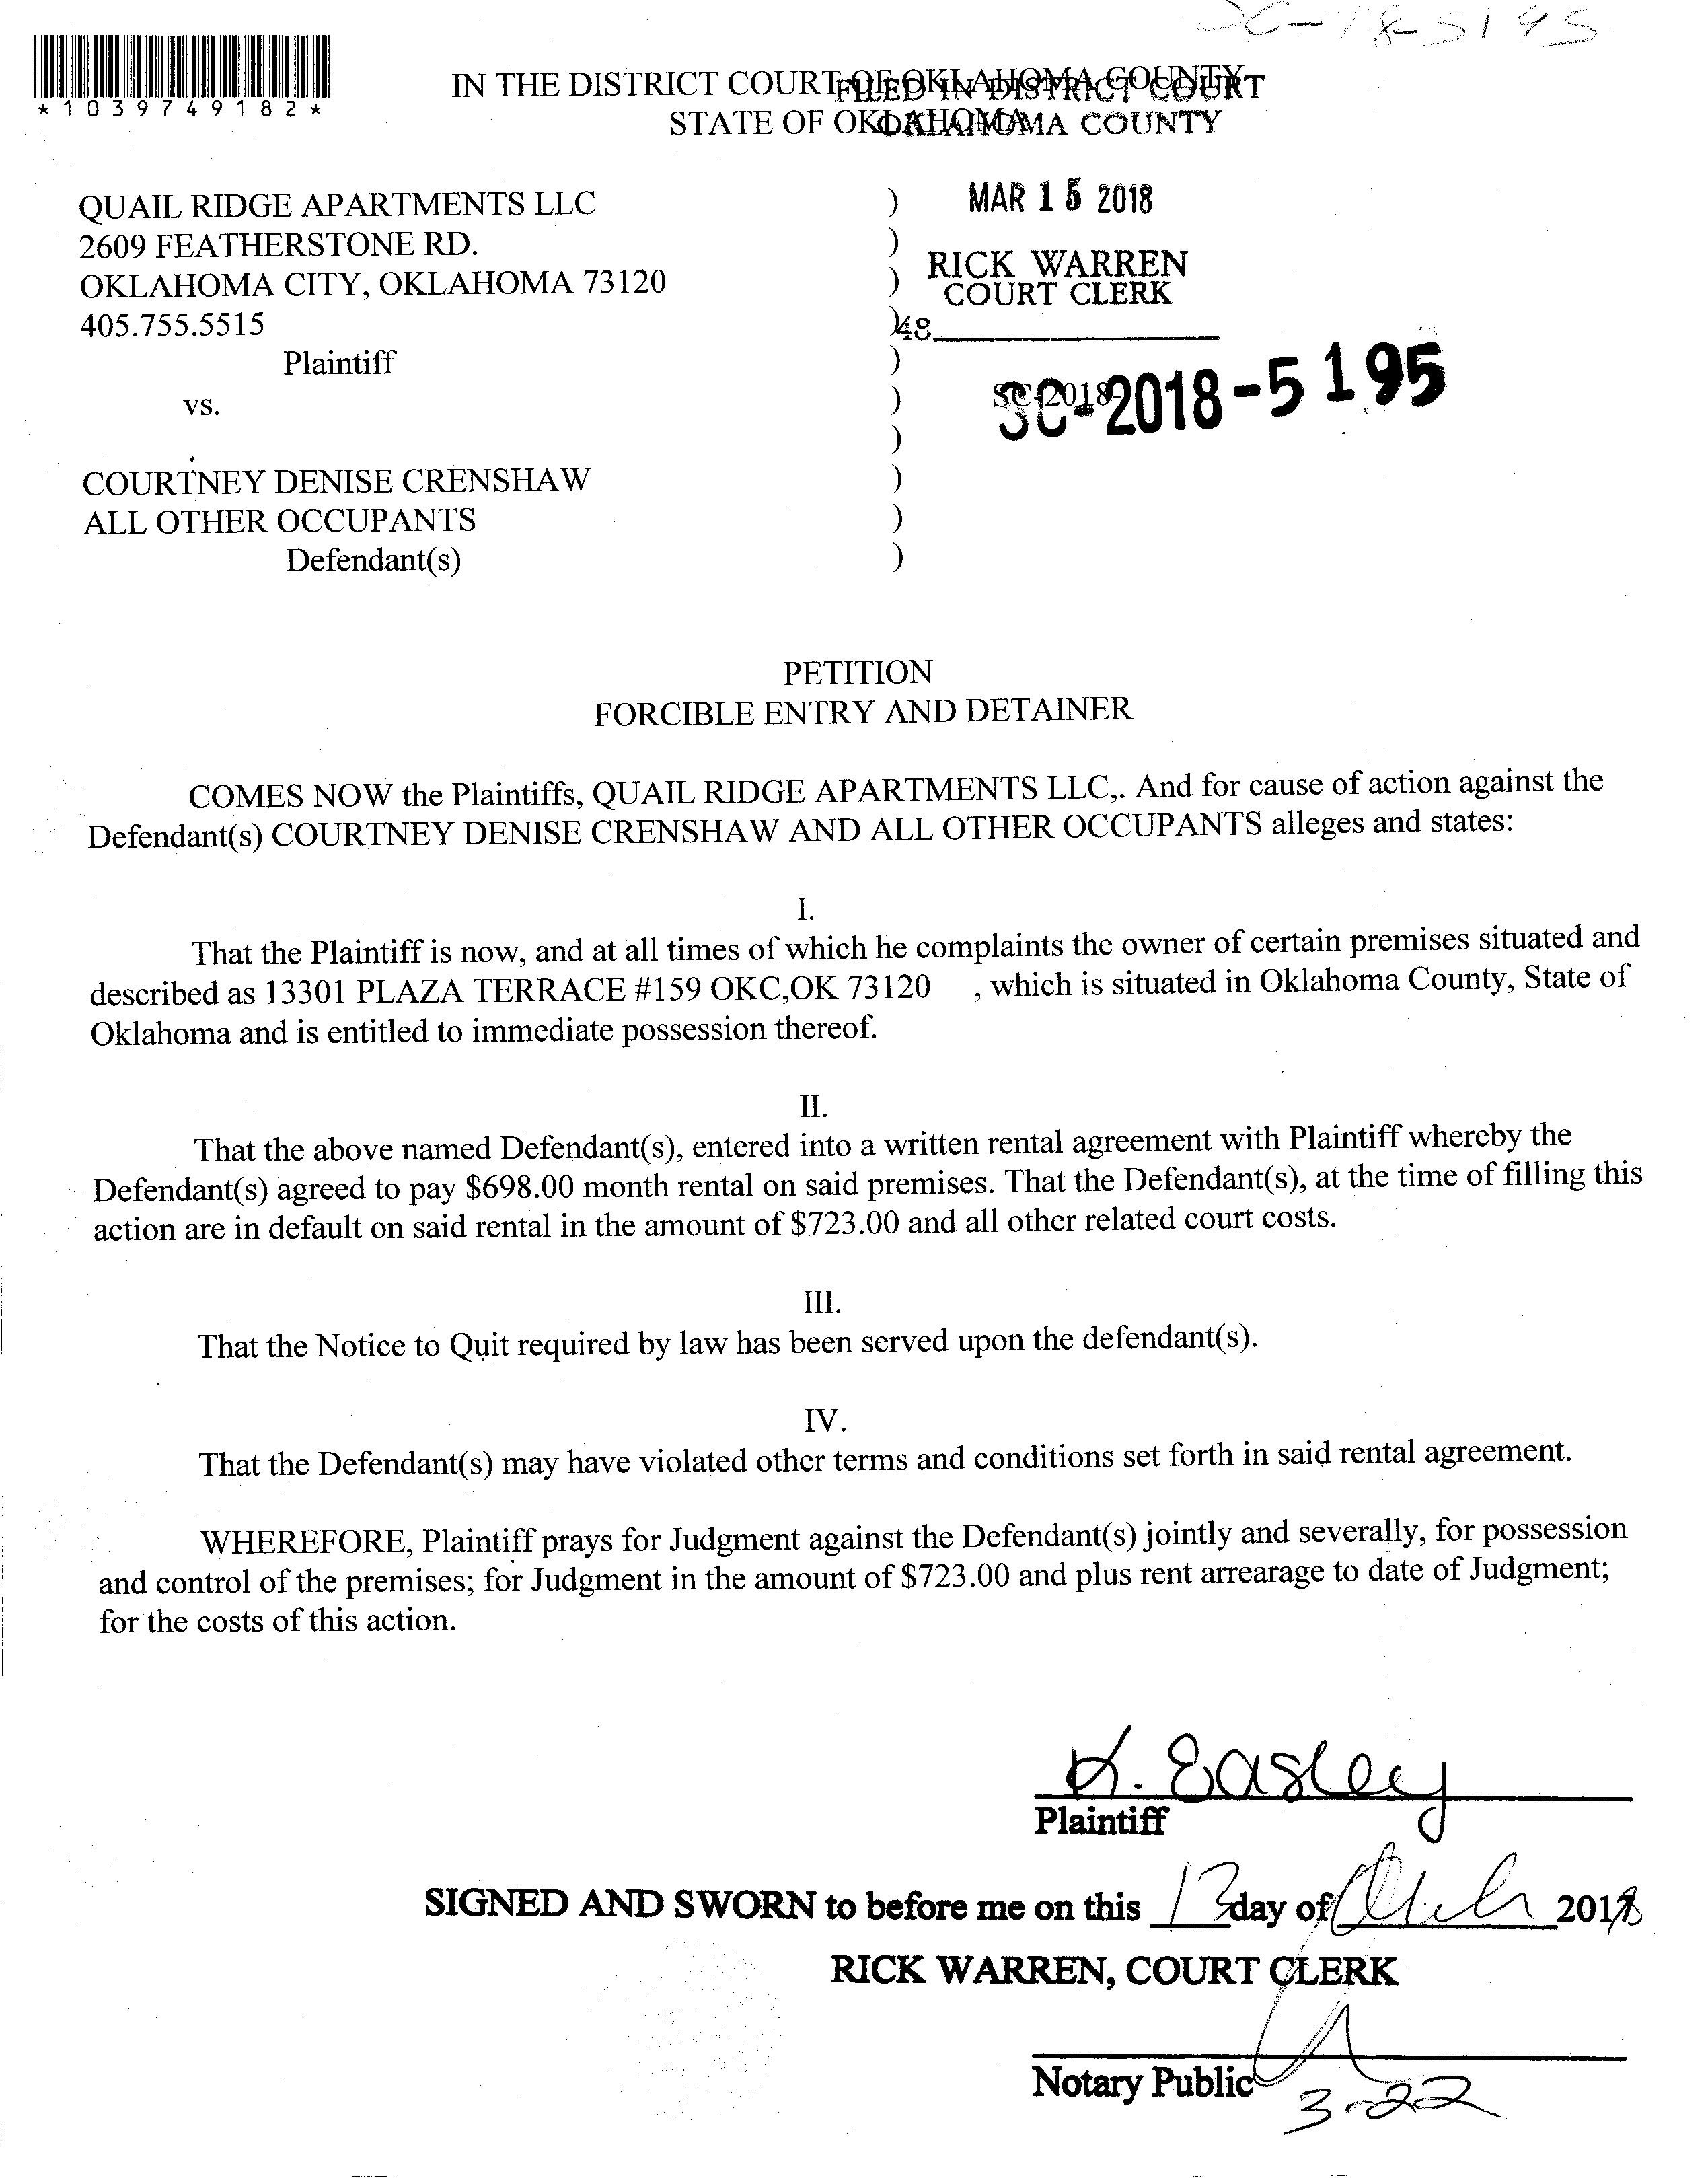 SC-18-5195
*1039749182*
IN THE DISTRICT COURT OF OKLAHOMA COUNTY
FILED IN DISTRICT COURT
STATE OF OKLAHOMA
OKLAHOMA COUNTY
QUAIL RIDGE APARTMENTS LLC ) MAR 15 2018
2609 FEATHERSTONE RD. )
OKLAHOMA CITY, OKLAHOMA 73120 ) RICK WARREN
COURT CLERK
405.755.5515 ) 48
Plaintiff )
vs. ) SC-2018-
SC-2018-5195
)
COURTNEY DENISE CRENSHAW )
ALL OTHER OCCUPANTS )
Defendant(s) )
PETITION
FORCIBLE ENTRY AND DETAINER
COMES NOW the Plaintiffs, QUAIL RIDGE APARTMENTS LLC,. And for cause of action against the
Defendant(s) COURTNEY DENISE CRENSHAW AND ALL OTHER OCCUPANTS alleges and states:
I.
That the Plaintiff is now, and at all times of which he complaints the owner of certain premises situated and
described as 13301 PLAZA TERRACE #159 OKC,OK 73120 , which is situated in Oklahoma County, State of
Oklahoma and is entitled to immediate possession thereof.
II.
That the above named Defendant(s), entered into a written rental agreement with Plaintiff whereby the
Defendant(s) agreed to pay $698.00 month rental on said premises. That the Defendant(s), at the time of filling this
action are in default on said rental in the amount of $723.00 and all other related court costs.
III.
That the Notice to Quit required by law has been served upon the defendant(s).
IV.
That the Defendant(s) may have violated other terms and conditions set forth in said rental agreement.
WHEREFORE, Plaintiff prays for Judgment against the Defendant(s) jointly and severally, for possession
and control of the premises; for Judgment in the amount of $723.00 and plus rent arrearage to date of Judgment;
for the costs of this action.
K. Easley
Plaintiff
SIGNED AND SWORN to before me on this day of 2018
RICK WARREN, COURT CLERK
Notary Public
3-22